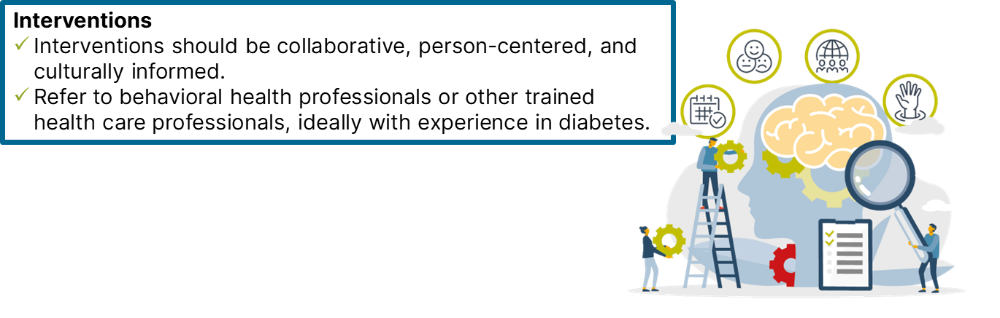 Interventions
✓ Interventions should be collaborative, person-centered, and
culturally informed.
✓ Refer to behavioral health professionals or other trained
health care professionals, ideally with experience in diabetes.